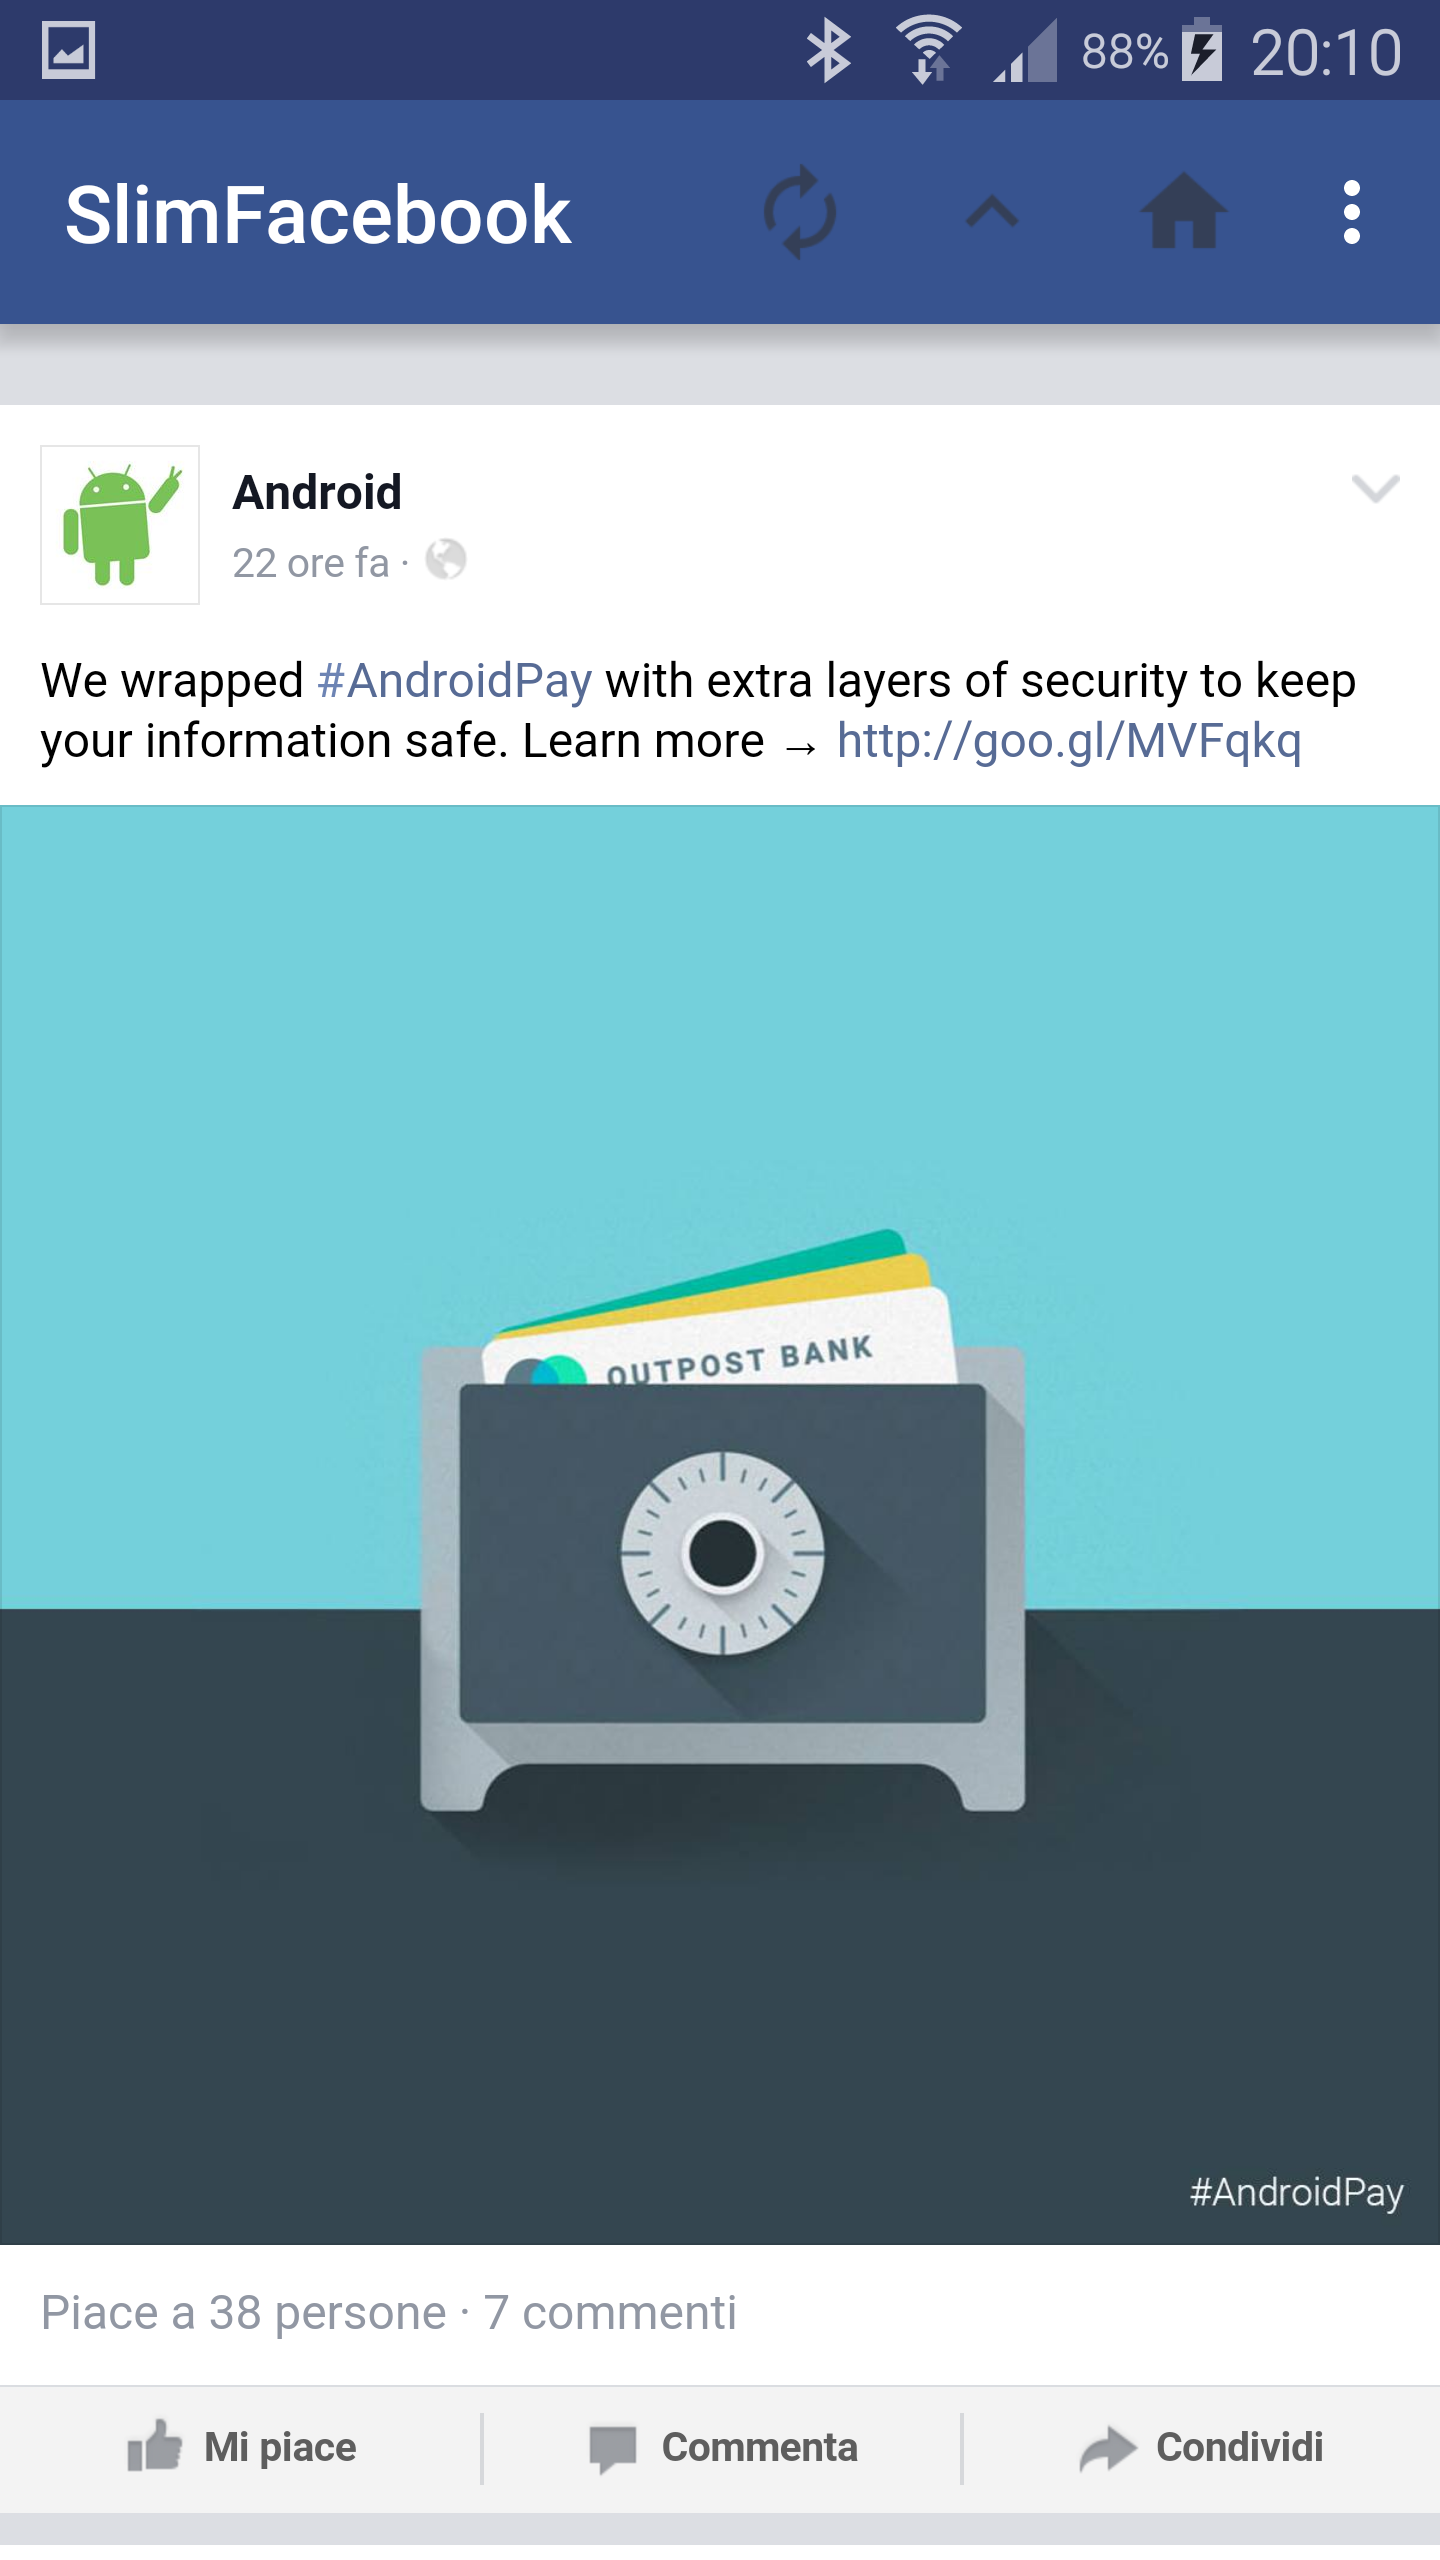 88% 20:10
SlimFacebook
Android
22 ore fa ·
We wrapped #AndroidPay with extra layers of security to keep
your information safe. Learn more → http://goo.gl/MVFqkq
OUTPOST BANK
#AndroidPay
Piace a 38 persone · 7 commenti
Mi piace Commenta Condividi